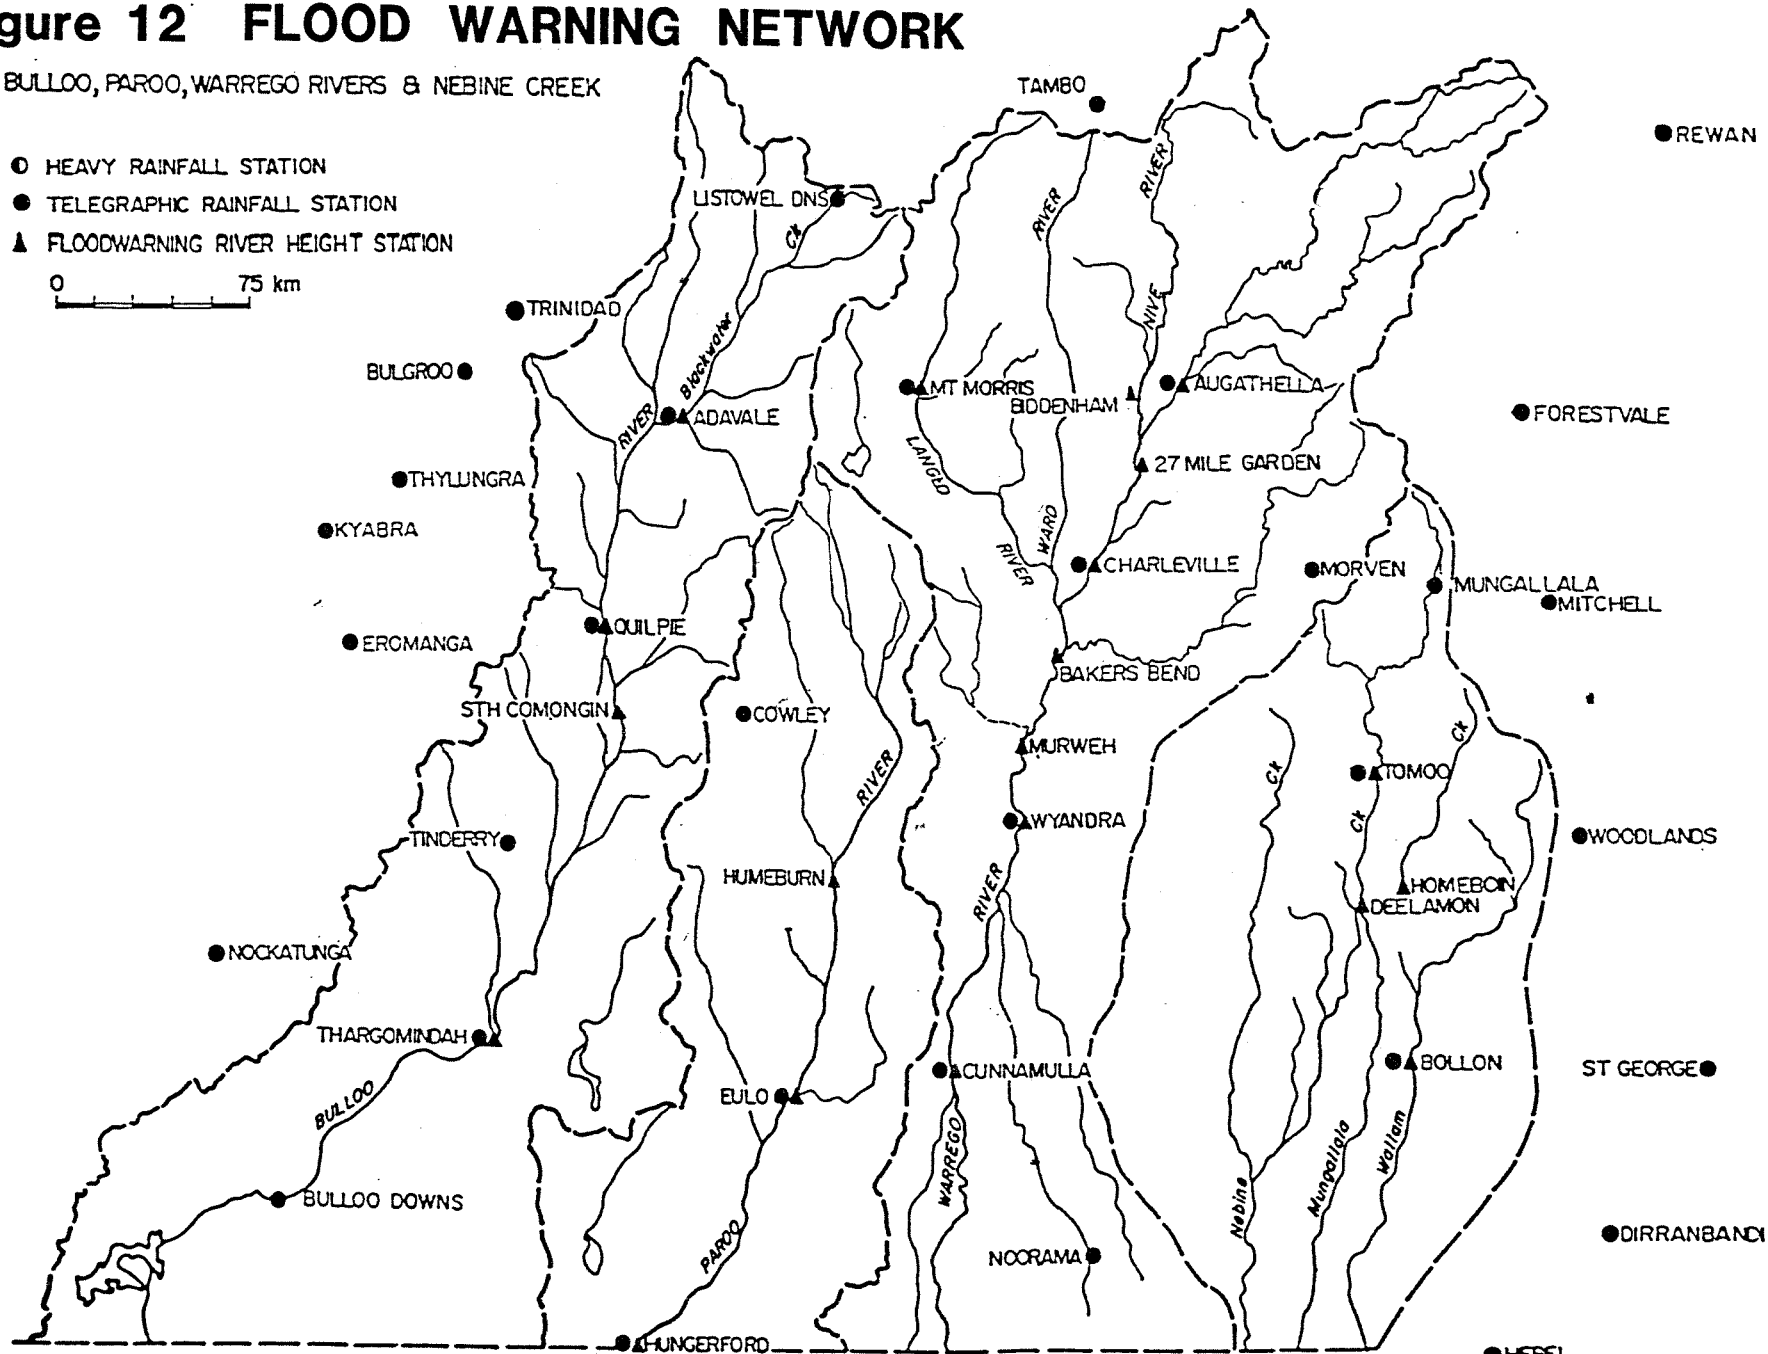 gure 12 FLOOD WARNING NETWORK
BULLOO, PAROO, WARREGO RIVERS & NEBINE CREEK
HEAVY RAINFALL STATION
TELEGRAPHIC RAINFALL STATION
FLOODWARNING RIVER HEIGHT STATION
0 75 km
TAMBO
REWAN
LISTOWEL DNS
Ck
RIVER
RIVER
TRINIDAD
NIVE
Blackwater
BULGROO
MT MORRIS
BIDDENHAM
AUGATHELLA
FORESTVALE
RIVER
ADAVALE
LANGLO
27 MILE GARDEN
THYLUNGRA
KYABRA
WARD
RIVER
CHARLEVILLE
MORVEN
MUNGALLALA
MITCHELL
QUILPIE
EROMANGA
BAKERS BEND
STH COMONGIN
COWLEY
MURWEH
Ck
Ck
RIVER
TOMOO
TINDERRY
WYANDRA
Ck
WOODLANDS
HUMEBURN
RIVER
HOMEBOIN
DEELAMON
NOCKATUNGA
THARGOMINDAH
CUNNAMULLA
BOLLON
ST GEORGE
BULLOO
EULO
WARREGO
Mungallala
Wallam
BULLOO DOWNS
Nebine
PAROO
NOORAMA
DIRRANBANDI
HUNGERFORD
HEBEL